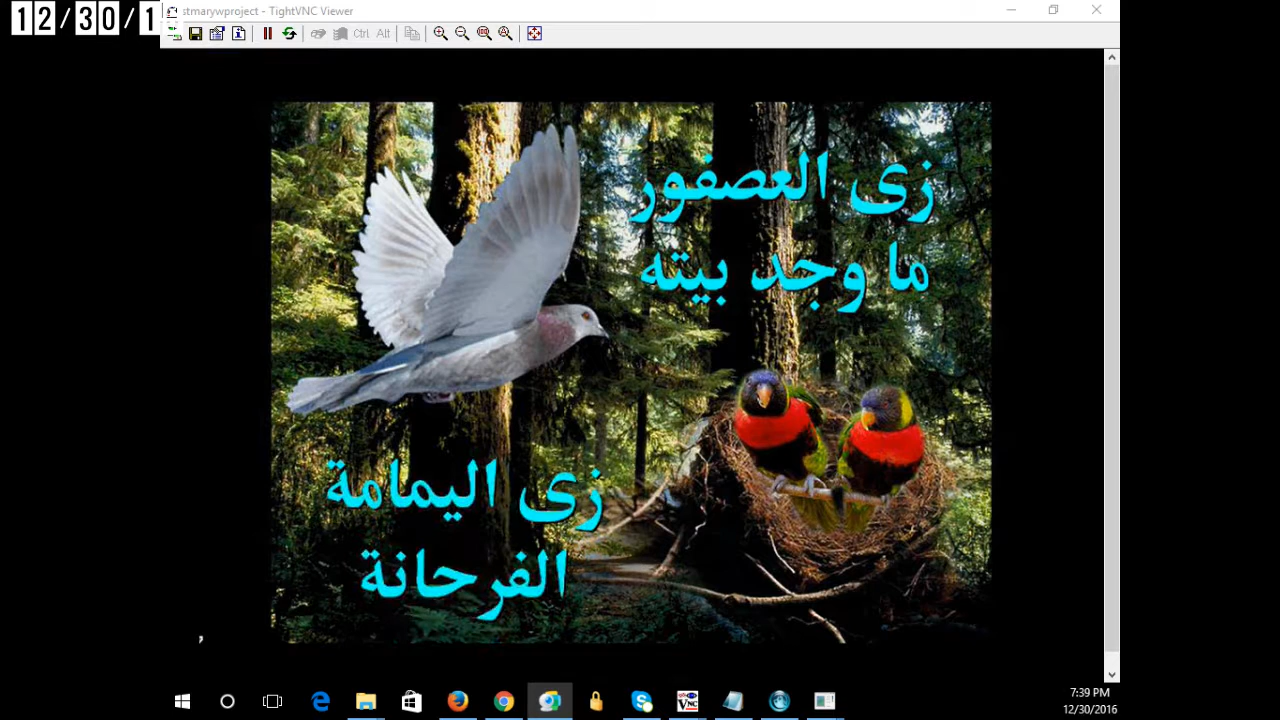 12/30/1
stmarywproject - TightVNC Viewer
Ctrl Alt
زى العصفور
ما وجد بيته
زى اليمامة
الفرحانة
,
VNC
7:39 PM
12/30/2016